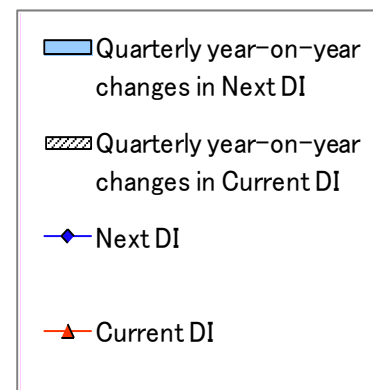 Quarterly year-on-year
changes in Next DI
Quarterly year-on-year
changes in Current DI
Next DI
Current DI